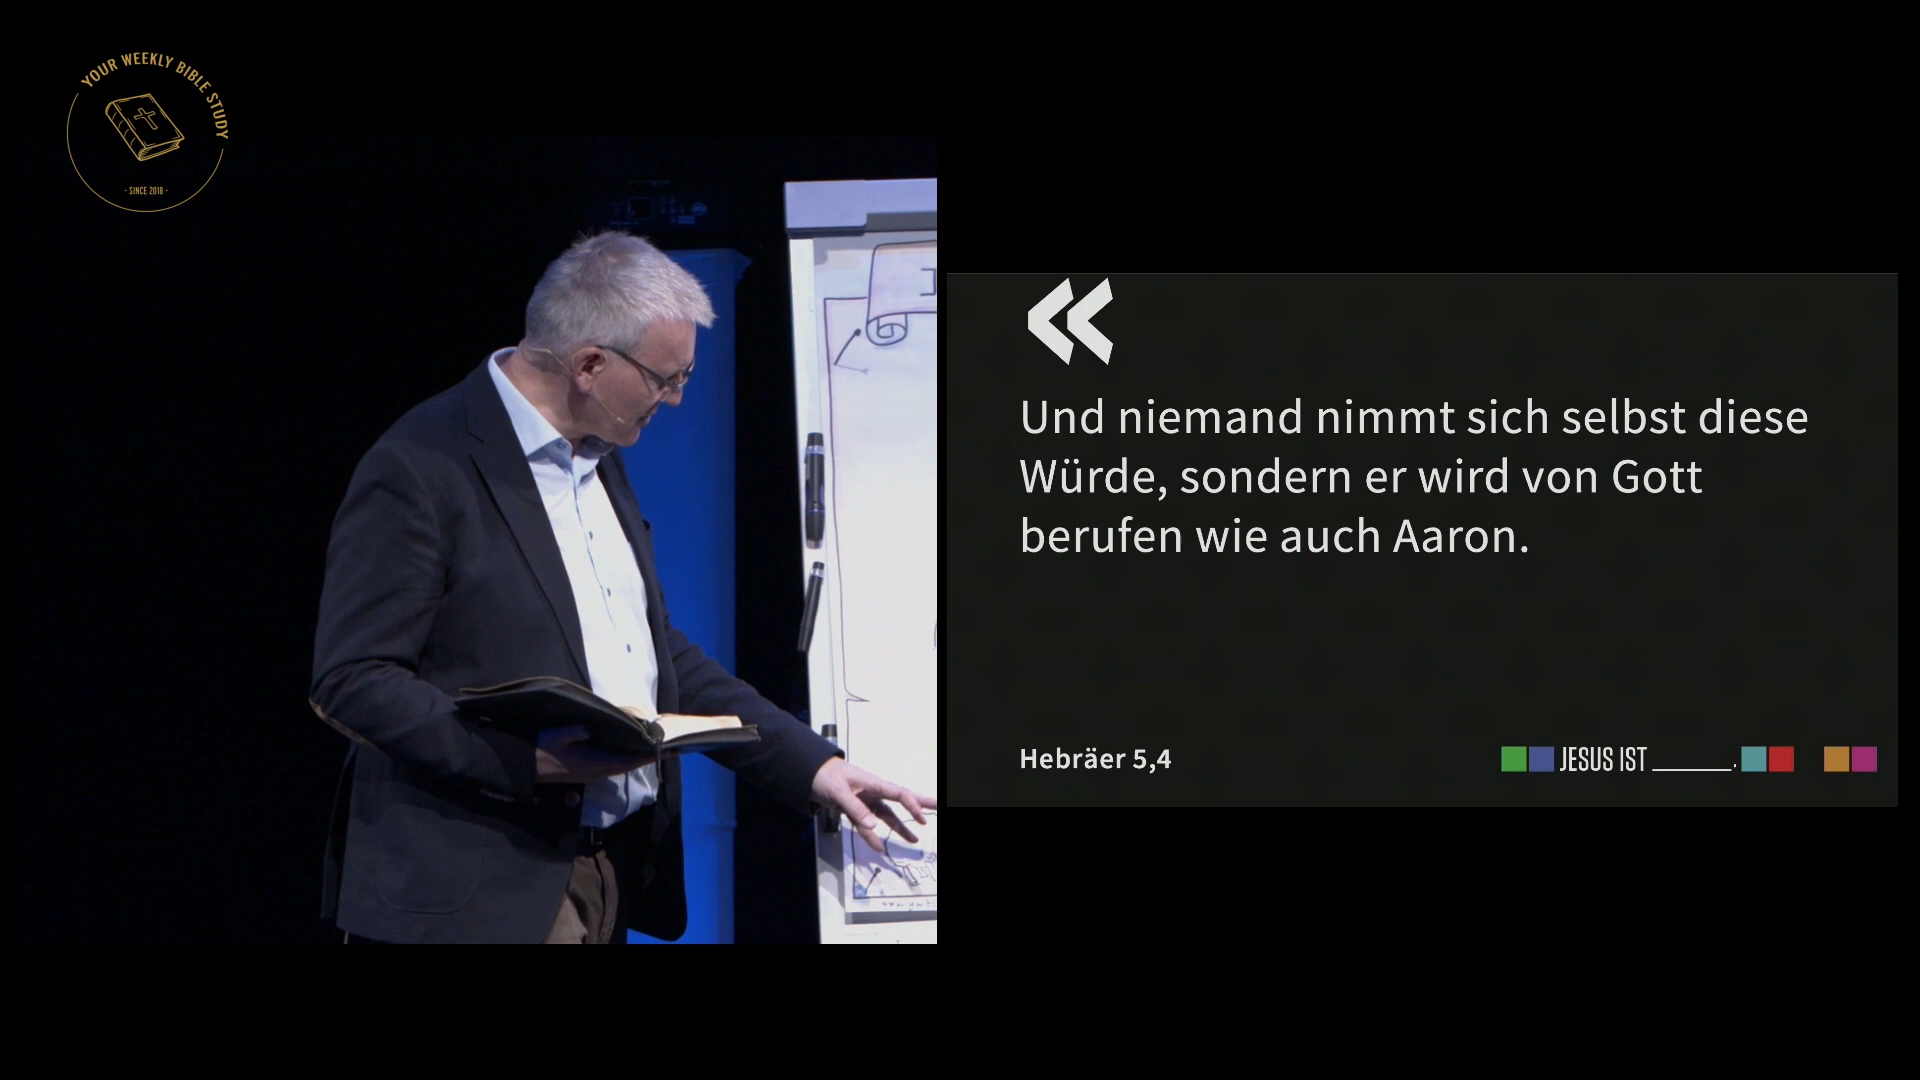 YOUR WEEKLY BIBLE STUDY
- SINCE 2018 -
«
Und niemand nimmt sich selbst diese
Würde, sondern er wird von Gott
berufen wie auch Aaron.
Hebräer 5,4
JESUS IST ______.